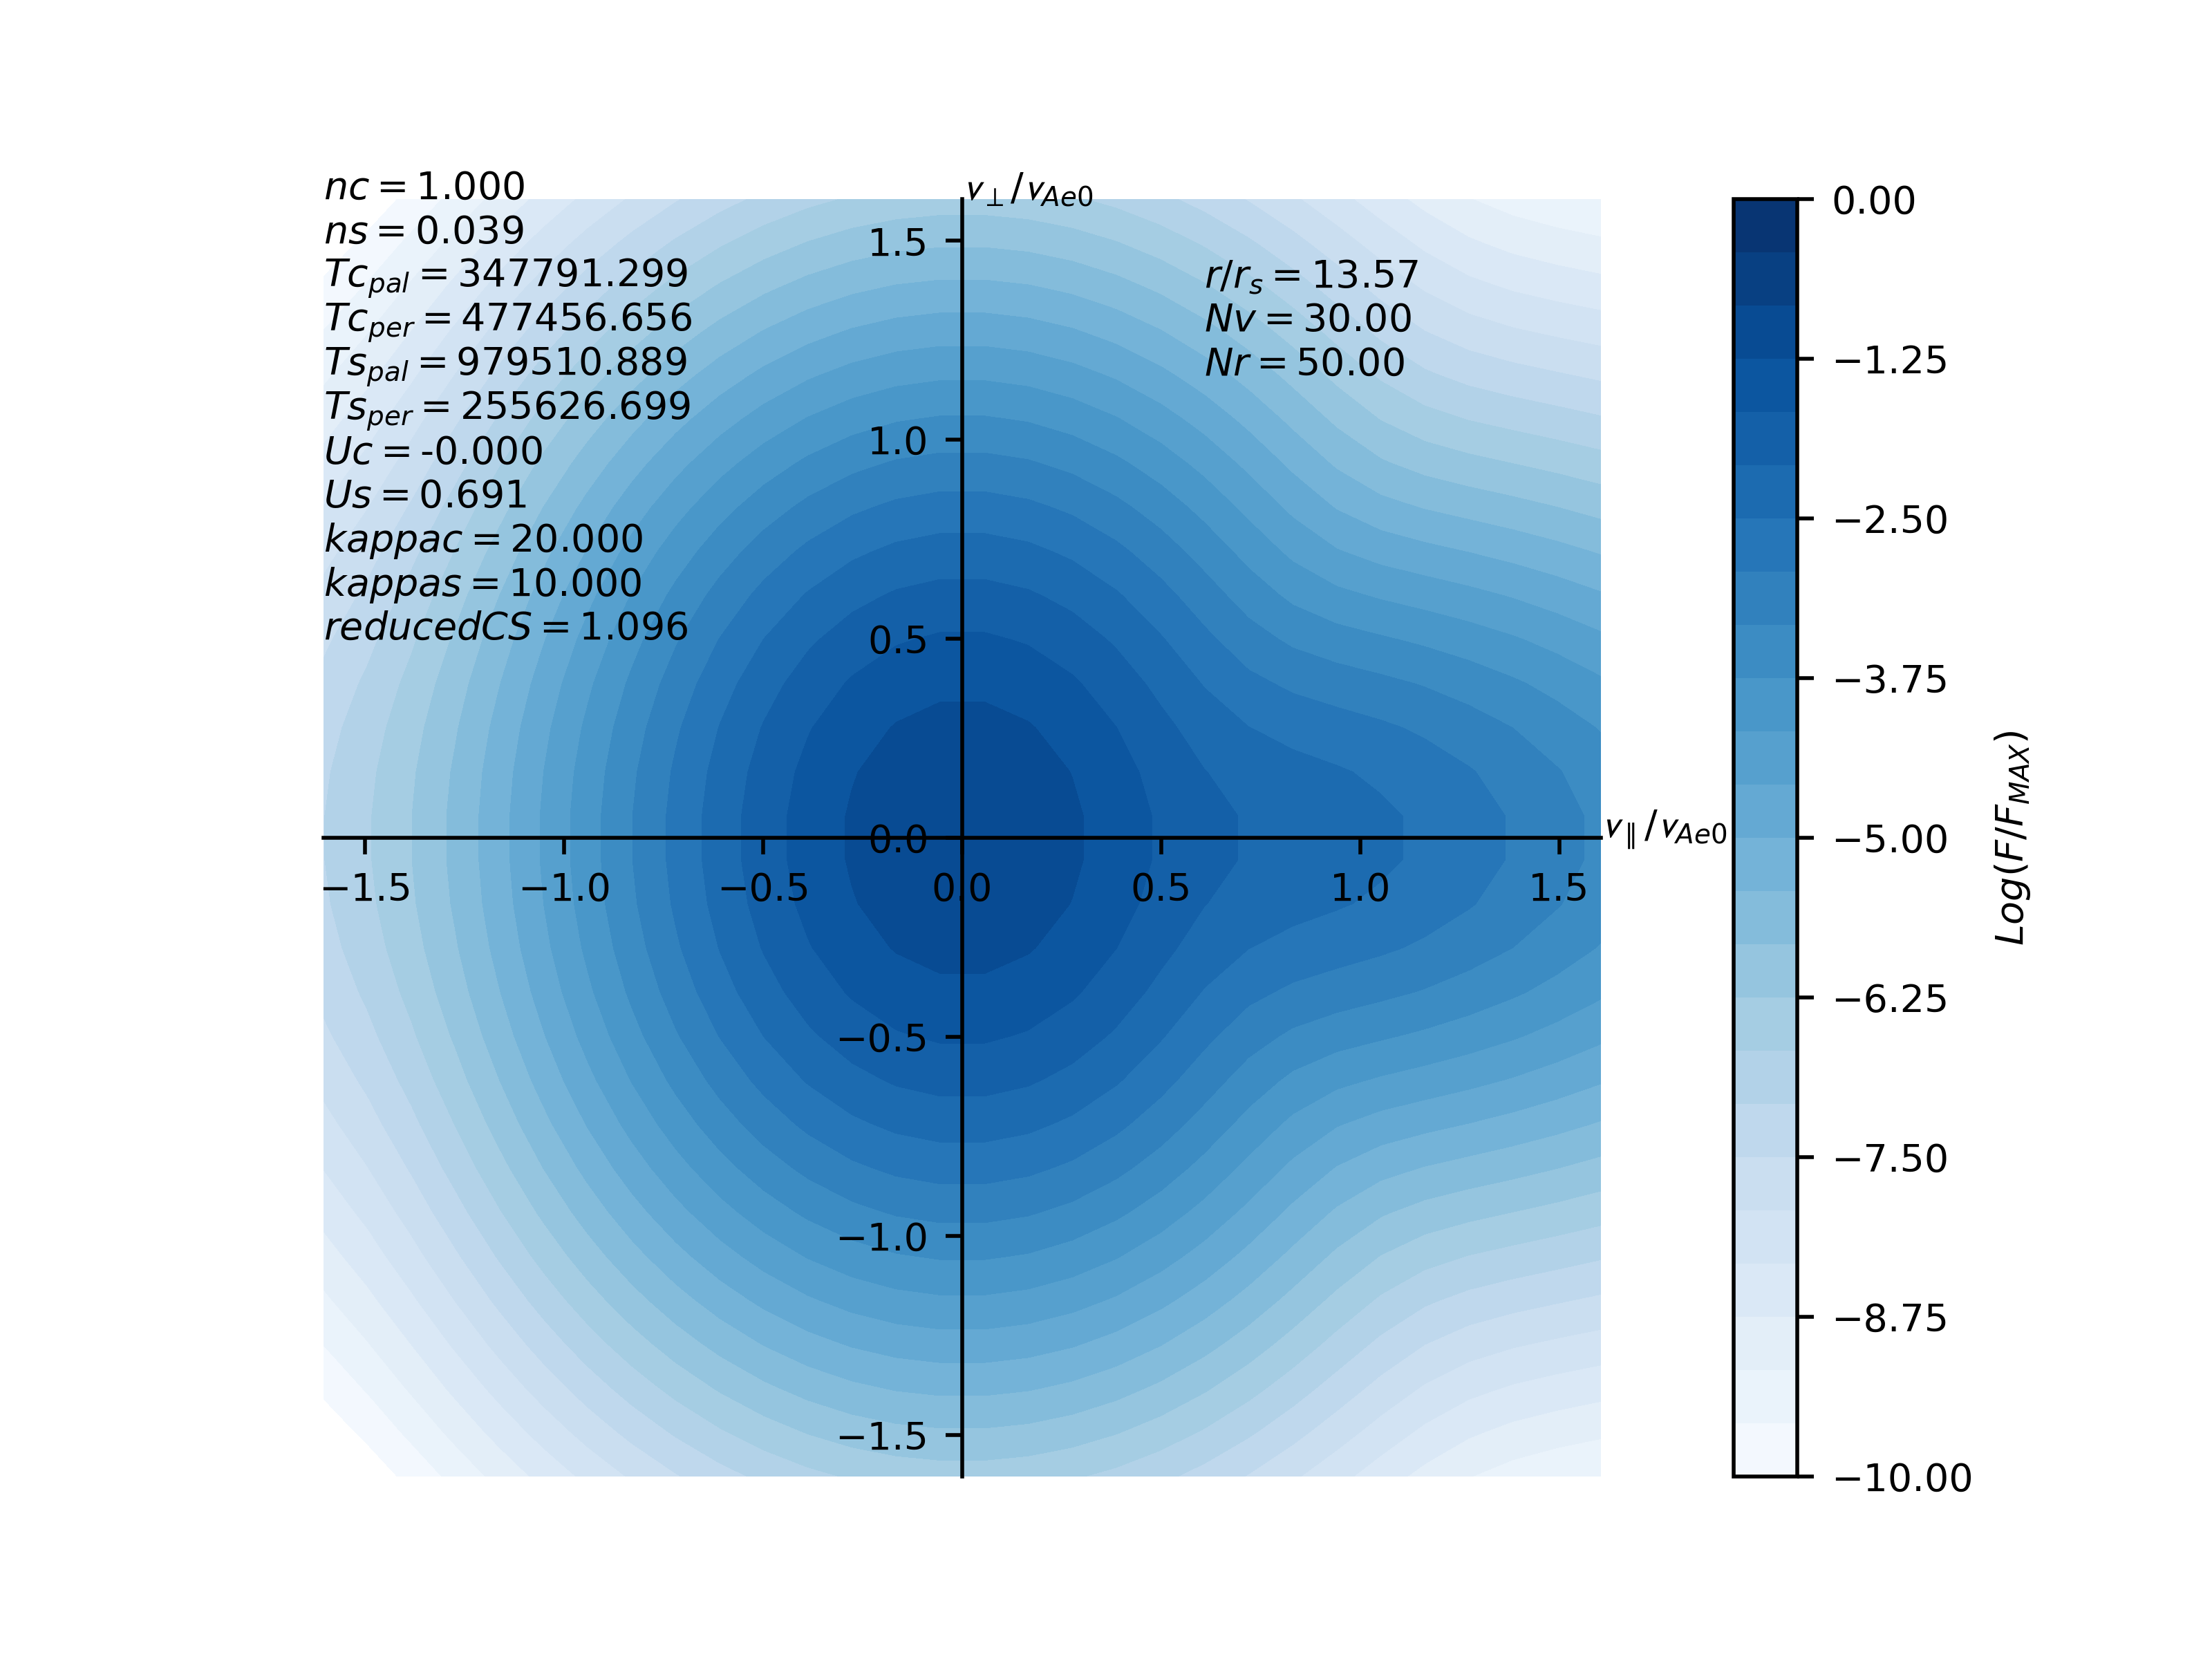 nc = 1.000
ns = 0.039
Tc_pal = 347791.299
Tc_per = 477456.656
Ts_pal = 979510.889
Ts_per = 255626.699
Uc = -0.000
Us = 0.691
kappac = 20.000
kappas = 10.000
reducedCS = 1.096
v⊥/v_Ae0
r/r_s = 13.57
Nv = 30.00
Nr = 50.00
1.5
1.0
0.5
0.0
−0.5
−1.0
−1.5
v∥/v_Ae0
−1.5 −1.0 −0.5 0.0 0.5 1.0 1.5
0.00
−1.25
−2.50
−3.75
−5.00
−6.25
−7.50
−8.75
−10.00
Log(F/F_MAX)